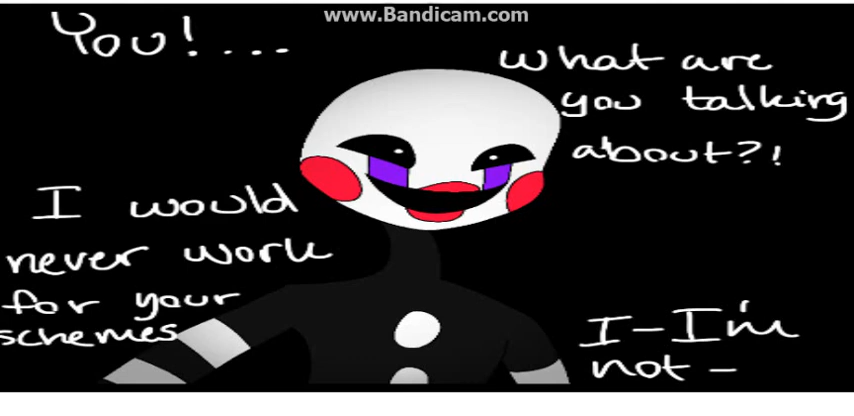 www.Bandicam.com
You!...
what are
you talking
about?!
I would
never work
for your
schemes
I-I'm
not-